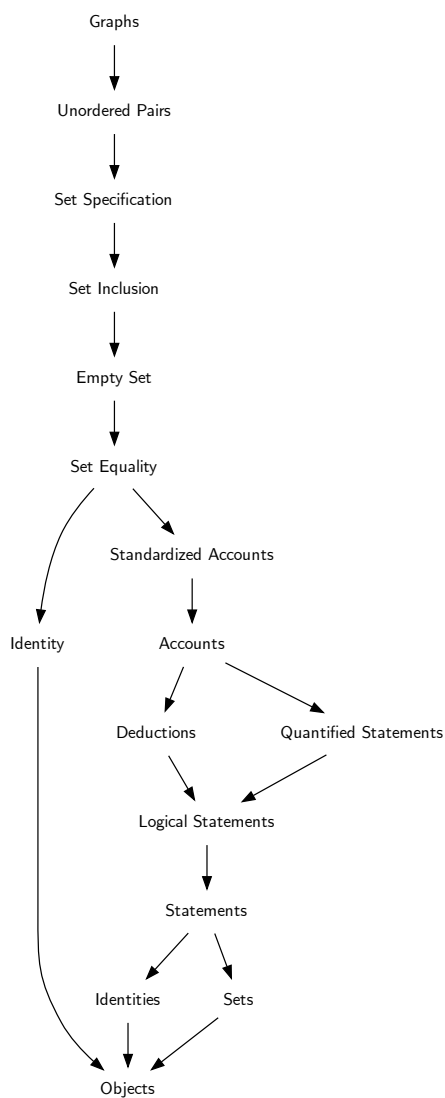 Graphs
Unordered Pairs
Set Specification
Set Inclusion
Empty Set
Set Equality
Standardized Accounts
Identity
Accounts
Deductions
Quantified Statements
Logical Statements
Statements
Identities
Sets
Objects